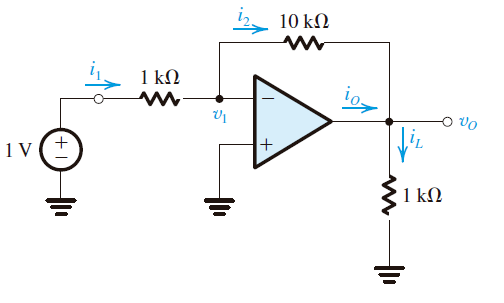 i₂ 10 kΩ
i₁ 1 kΩ
v₁
−
+
iO
vO
iL
1 V
+
−
1 kΩ